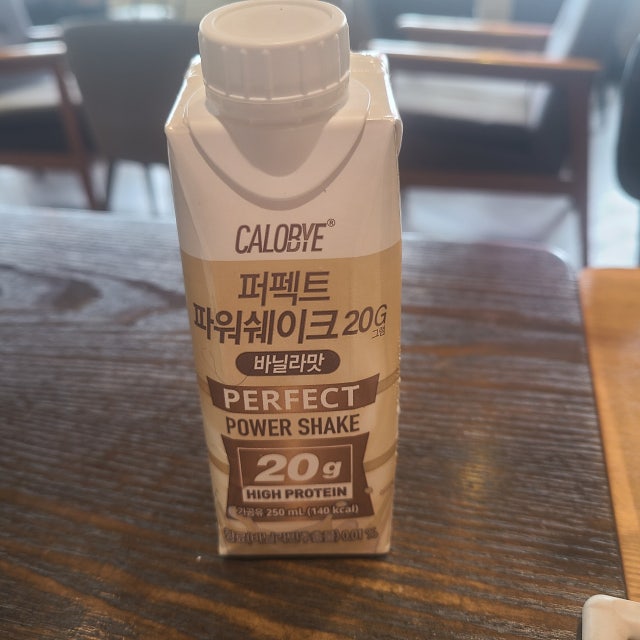 CALOBYE®
퍼펙트
파워쉐이크 20G
그램
바닐라맛
PERFECT
POWER SHAKE
20g
HIGH PROTEIN
가공유 250 mL (140 kcal)